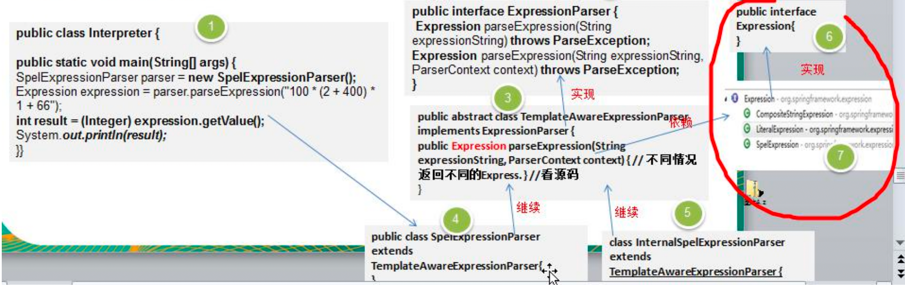 1
public class Interpreter {
public static void main(String[] args) {
SpelExpressionParser parser = new SpelExpressionParser();
Expression expression = parser.parseExpression("100 * (2 + 400) *
1 + 66");
int result = (Integer) expression.getValue();
System.out.println(result);
}}
public interface ExpressionParser {
Expression parseExpression(String
expressionString) throws ParseException;
Expression parseExpression(String expressionString,
ParserContext context) throws ParseException;
}
3
实现
public abstract class TemplateAwareExpressionParser
implements ExpressionParser {
public Expression parseExpression(String
expressionString, ParserContext context) { // 不同情况
返回不同的Express. } //看源码
}
依赖
继续
继续
4
public class SpelExpressionParser
extends
TemplateAwareExpressionParser{
}
5
class InternalSpelExpressionParser
extends
TemplateAwareExpressionParser {
public interface
Expression{
}
6
实现
Expression - org.springframework.expression
CompositeStringExpression - org.springframework
LiteralExpression - org.springframework.expressi
SpelExpression - org.springframework.expression
7